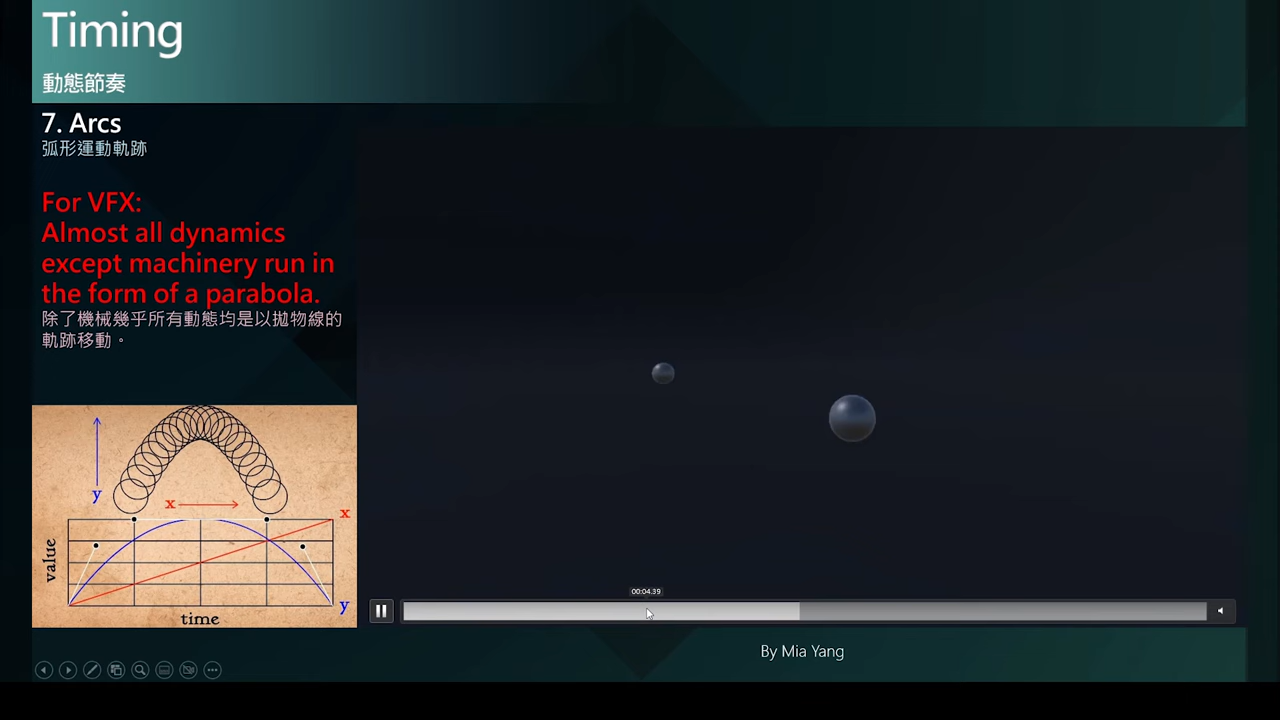 Timing
動態節奏
7. Arcs
弧形運動軌跡
For VFX:
Almost all dynamics
except machinery run in
the form of a parabola.
除了機械幾乎所有動態均是以拋物線的
軌跡移動。
y
x
x
value
y
time
00:04.39
By Mia Yang